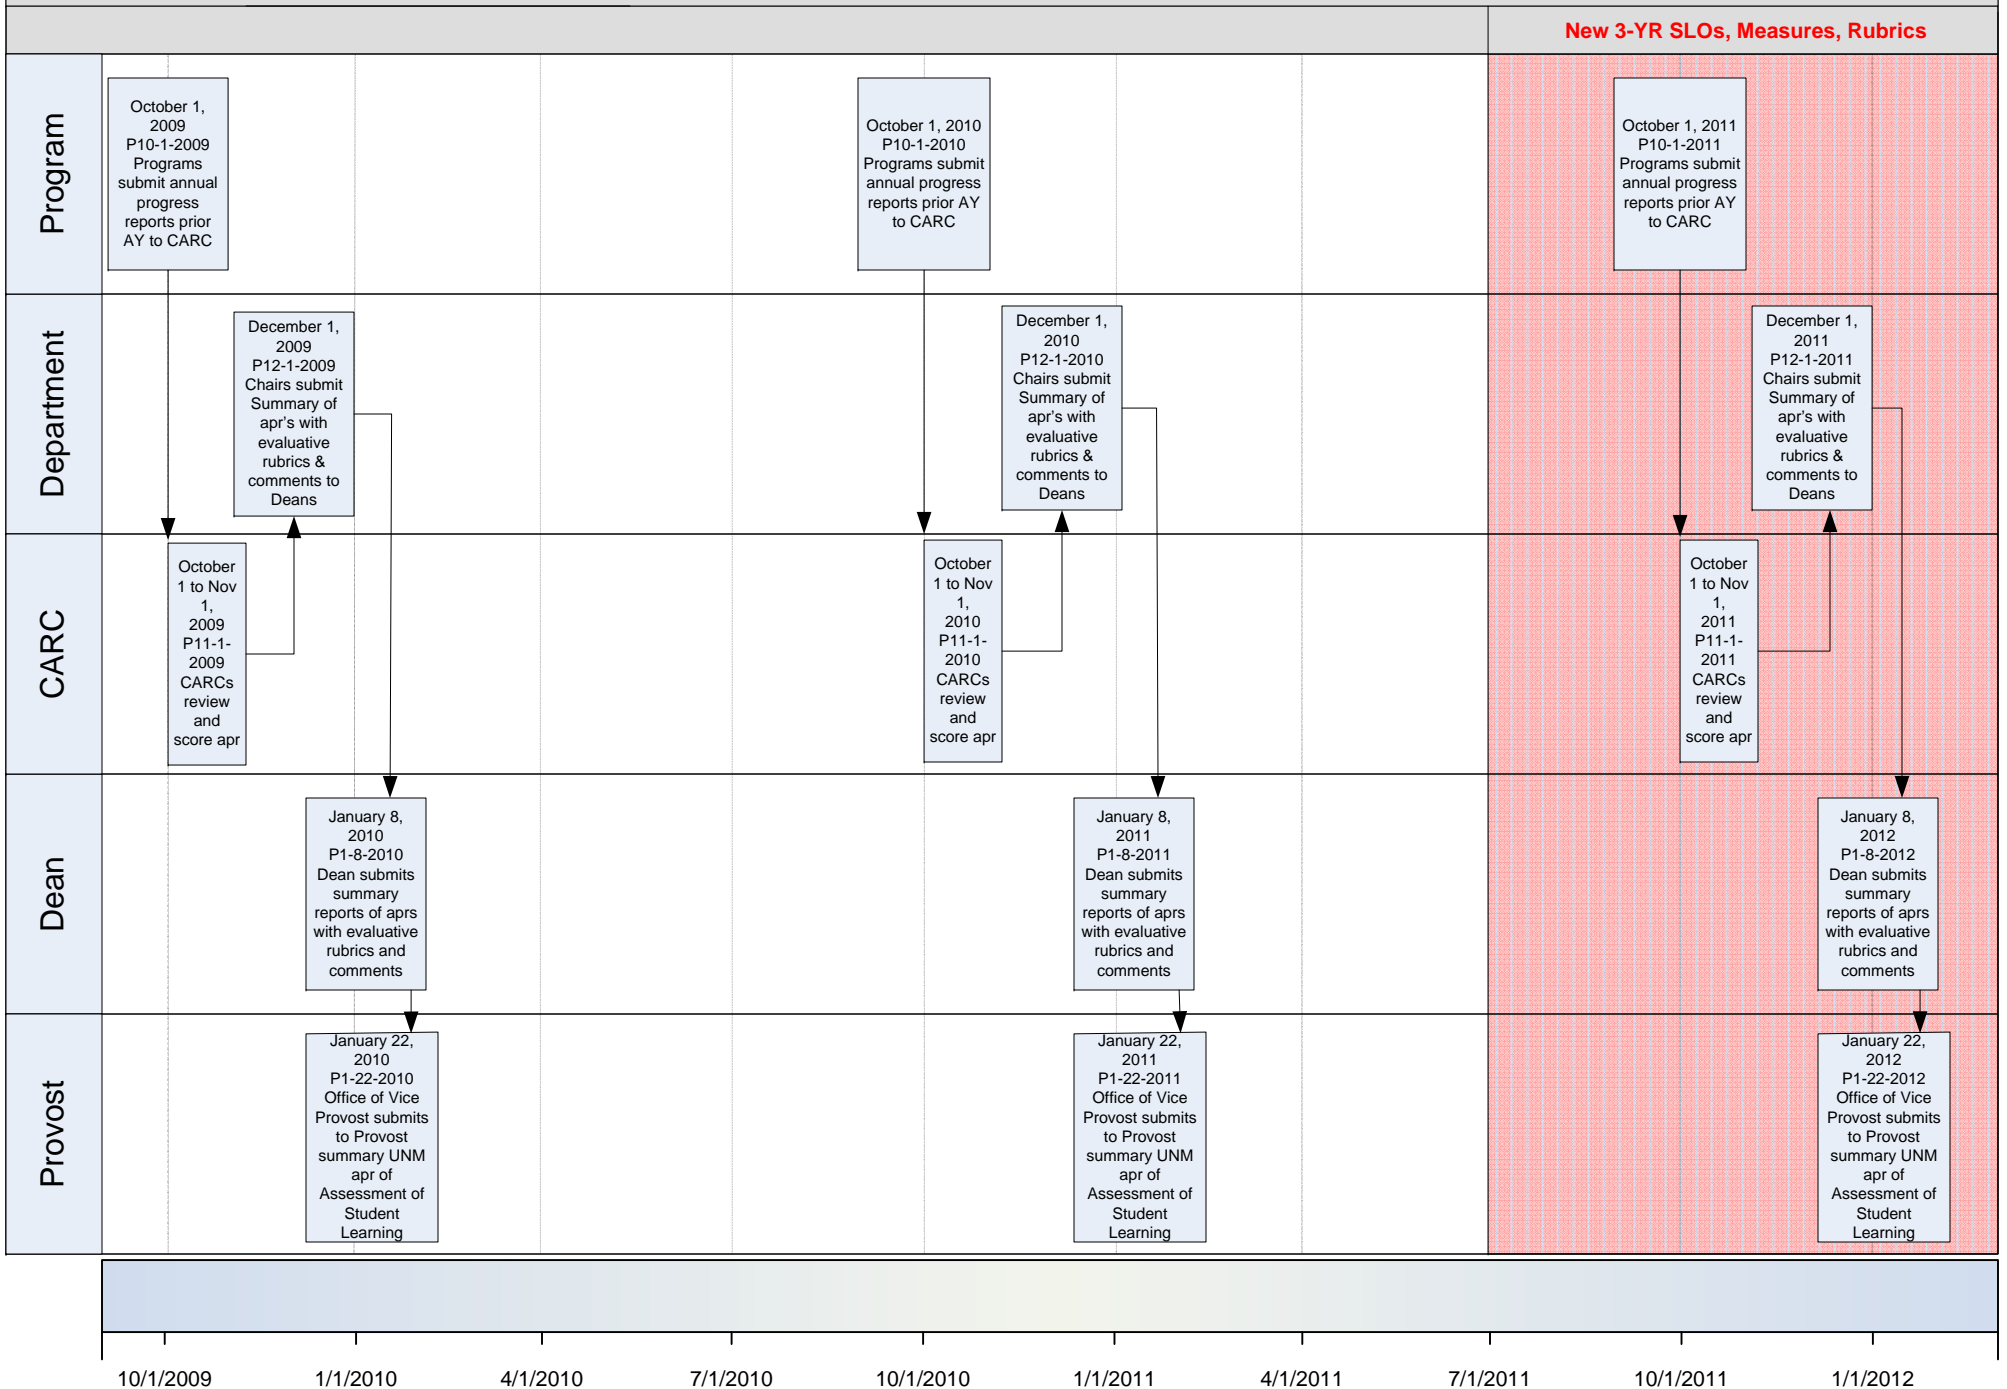 New 3-YR SLOs, Measures, Rubrics
Program
October 1,
2009
P10-1-2009
Programs
submit annual
progress
reports prior
AY to CARC
October 1, 2010
P10-1-2010
Programs submit
annual progress
reports prior AY
to CARC
October 1, 2011
P10-1-2011
Programs submit
annual progress
reports prior AY
to CARC
Department
December 1,
2009
P12-1-2009
Chairs submit
Summary of
apr's with
evaluative
rubrics &
comments to
Deans
December 1,
2010
P12-1-2010
Chairs submit
Summary of
apr's with
evaluative
rubrics &
comments to
Deans
December 1,
2011
P12-1-2011
Chairs submit
Summary of
apr's with
evaluative
rubrics &
comments to
Deans
CARC
October
1 to Nov
1,
2009
P11-1-
2009
CARCs
review
and
score apr
October
1 to Nov
1,
2010
P11-1-
2010
CARCs
review
and
score apr
October
1 to Nov
1,
2011
P11-1-
2011
CARCs
review
and
score apr
Dean
January 8,
2010
P1-8-2010
Dean submits
summary
reports of aprs
with evaluative
rubrics and
comments
January 8,
2011
P1-8-2011
Dean submits
summary
reports of aprs
with evaluative
rubrics and
comments
January 8,
2012
P1-8-2012
Dean submits
summary
reports of aprs
with evaluative
rubrics and
comments
Provost
January 22,
2010
P1-22-2010
Office of Vice
Provost submits
to Provost
summary UNM
apr of
Assessment of
Student
Learning
January 22,
2011
P1-22-2011
Office of Vice
Provost submits
to Provost
summary UNM
apr of
Assessment of
Student
Learning
January 22,
2012
P1-22-2012
Office of Vice
Provost submits
to Provost
summary UNM
apr of
Assessment of
Student
Learning
10/1/2009
1/1/2010
4/1/2010
7/1/2010
10/1/2010
1/1/2011
4/1/2011
7/1/2011
10/1/2011
1/1/2012